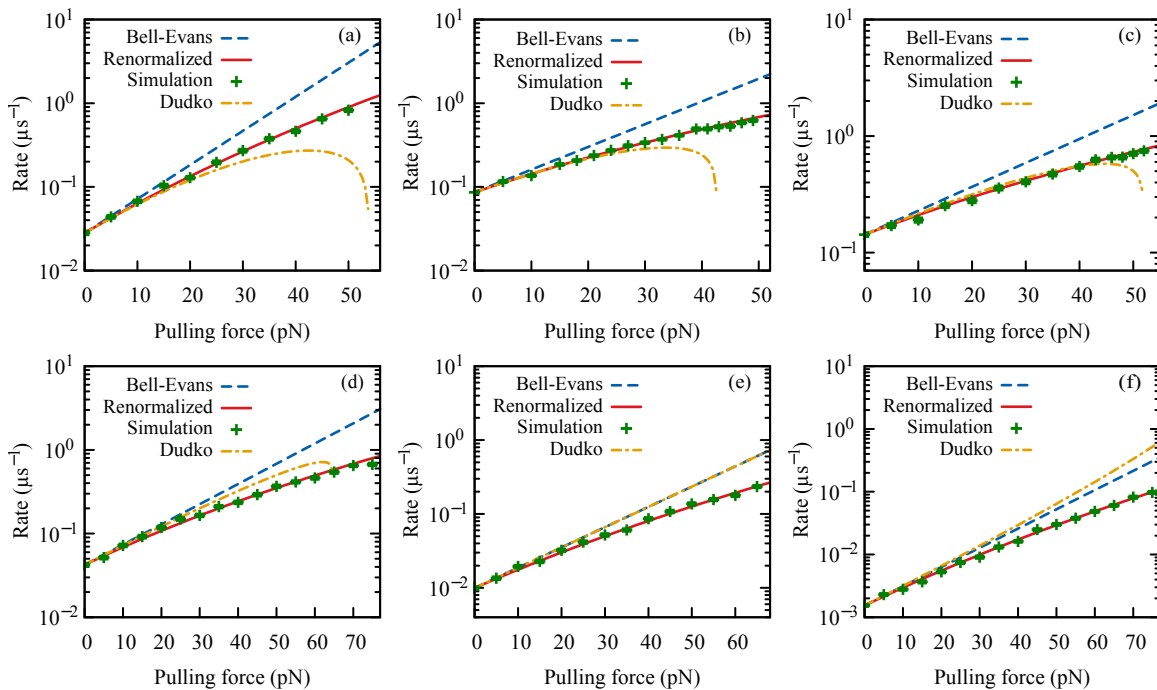 (a)
Bell-Evans
Renormalized
Simulation
Dudko
Rate (μs⁻¹)
10¹
10⁰
10⁻¹
10⁻²
0 10 20 30 40 50
Pulling force (pN)
(b)
Bell-Evans
Renormalized
Simulation
Dudko
Rate (μs⁻¹)
10¹
10⁰
10⁻¹
10⁻²
0 10 20 30 40 50
Pulling force (pN)
(c)
Bell-Evans
Renormalized
Simulation
Dudko
Rate (μs⁻¹)
10¹
10⁰
10⁻¹
0 10 20 30 40 50
Pulling force (pN)
(d)
Bell-Evans
Renormalized
Simulation
Dudko
Rate (μs⁻¹)
10¹
10⁰
10⁻¹
10⁻²
0 10 20 30 40 50 60 70
Pulling force (pN)
(e)
Bell-Evans
Renormalized
Simulation
Dudko
Rate (μs⁻¹)
10¹
10⁰
10⁻¹
10⁻²
0 10 20 30 40 50 60
Pulling force (pN)
(f)
Bell-Evans
Renormalized
Simulation
Dudko
Rate (μs⁻¹)
10¹
10⁰
10⁻¹
10⁻²
10⁻³
0 10 20 30 40 50 60 70
Pulling force (pN)